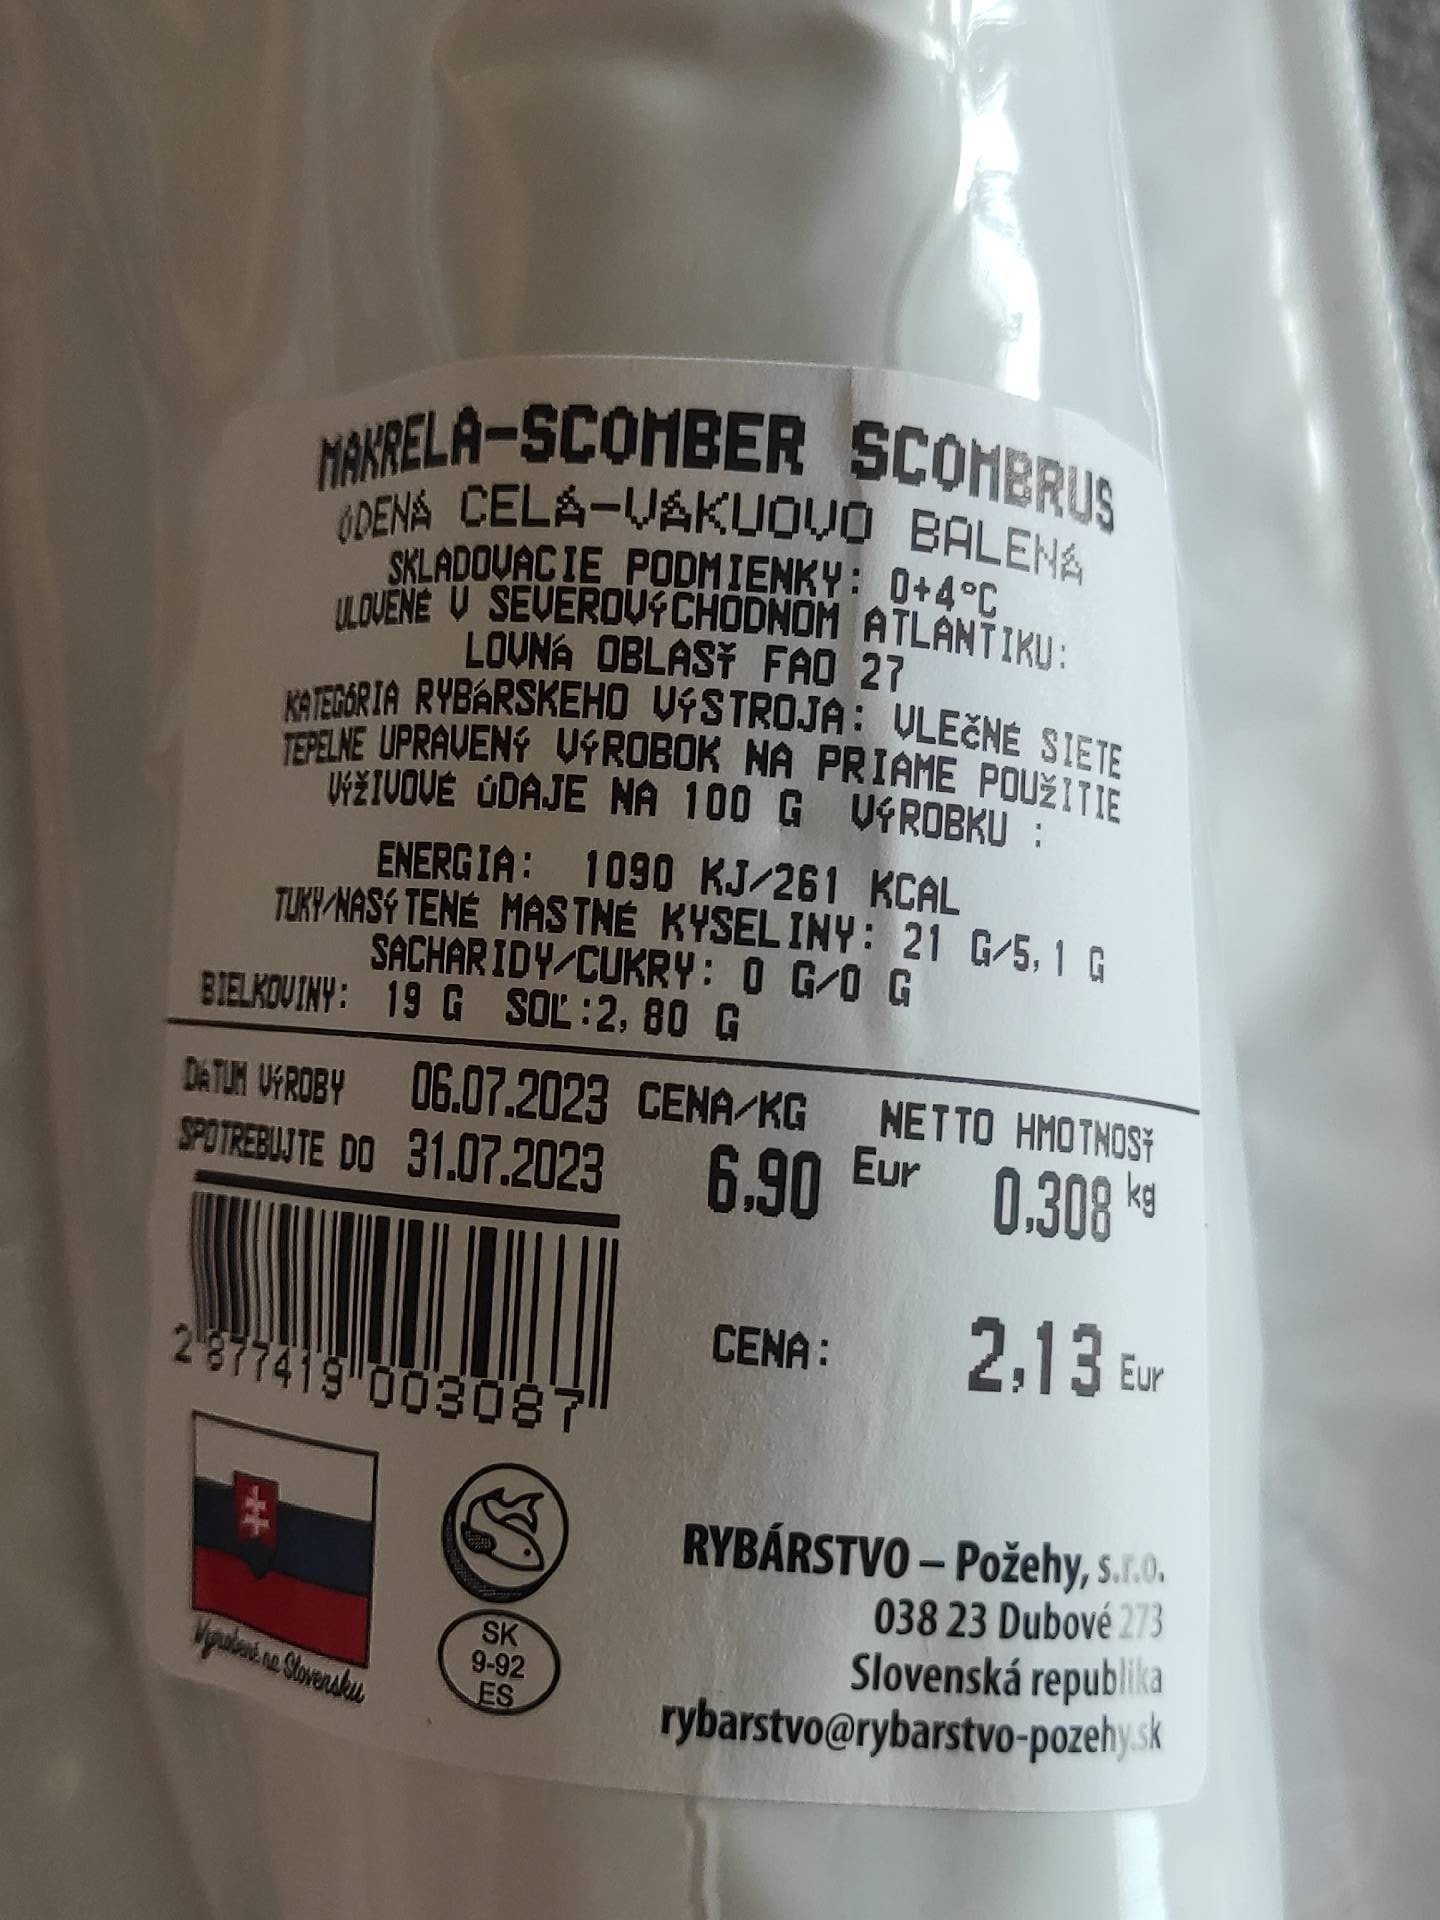 MAKRELA-SCOMBER SCOMBRUS
ÚDENÁ CELÁ-VÁKUOVO BALENÁ
SKLADOVACIE PODMIENKY: 0+4°C
ULOVENÉ V SEVEROVÝCHODNOM ATLANTIKU:
LOVNÁ OBLASŤ FAO 27
KATEGÓRIA RYBÁRSKEHO VÝSTROJA: VLEČNÉ SIETE
TEPELNE UPRAVENÝ VÝROBOK NA PRIAME POUŽITIE
VÝŽIVOVÉ ÚDAJE NA 100 G VÝROBKU :
ENERGIA: 1090 KJ/261 KCAL
TUKY/NASÝTENÉ MASTNÉ KYSELINY: 21 G/5,1 G
SACHARIDY/CUKRY: 0 G/0 G
BIELKOVINY: 19 G SOĽ:2,80 G
DÁTUM VÝROBY 06.07.2023 CENA/KG NETTO HMOTNOSŤ
SPOTREBUJTE DO 31.07.2023 6,90 Eur 0,308 kg
2 877419 003087
CENA: 2,13 Eur
Vyrobené na Slovensku
SK
9-92
ES
RYBÁRSTVO – Požehy, s.r.o.
038 23 Dubové 273
Slovenská republika
rybarstvo@rybarstvo-pozehy.sk